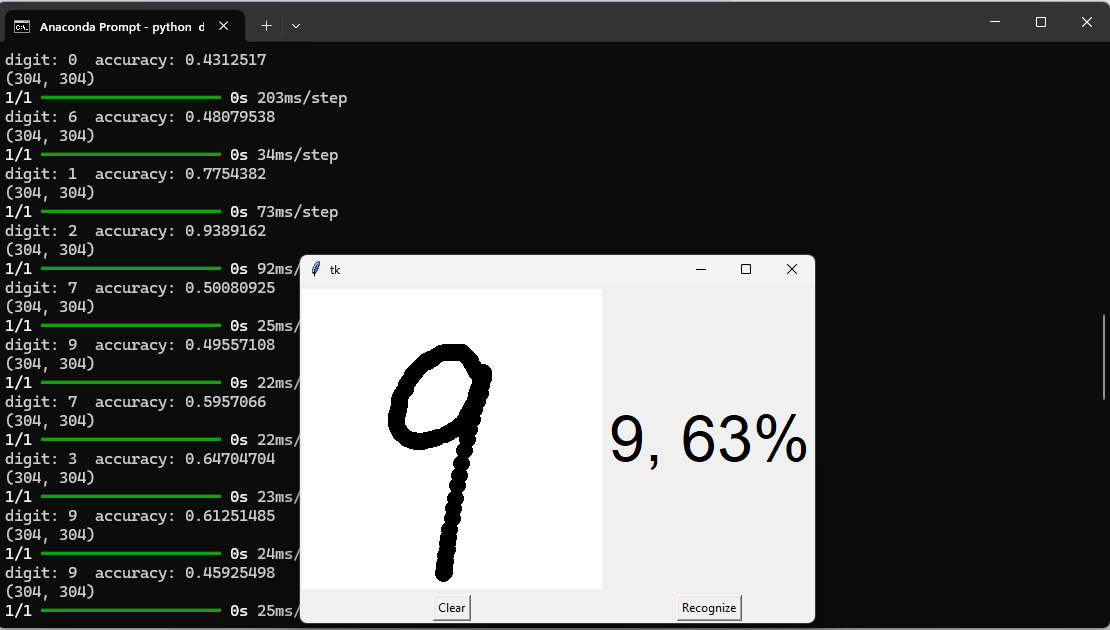 Anaconda Prompt - python d
digit: 0 accuracy: 0.4312517
(304, 304)
1/1 0s 203ms/step
digit: 6 accuracy: 0.48079538
(304, 304)
1/1 0s 34ms/step
digit: 1 accuracy: 0.7754382
(304, 304)
1/1 0s 73ms/step
digit: 2 accuracy: 0.9389162
(304, 304)
1/1 0s 92ms/
digit: 7 accuracy: 0.50080925
(304, 304)
1/1 0s 25ms/
digit: 9 accuracy: 0.49557108
(304, 304)
1/1 0s 22ms/
digit: 7 accuracy: 0.5957066
(304, 304)
1/1 0s 22ms/
digit: 3 accuracy: 0.64704704
(304, 304)
1/1 0s 23ms/
digit: 9 accuracy: 0.61251485
(304, 304)
1/1 0s 24ms/
digit: 9 accuracy: 0.45925498
(304, 304)
1/1 0s 25ms/
tk
9
9, 63%
Clear
Recognize